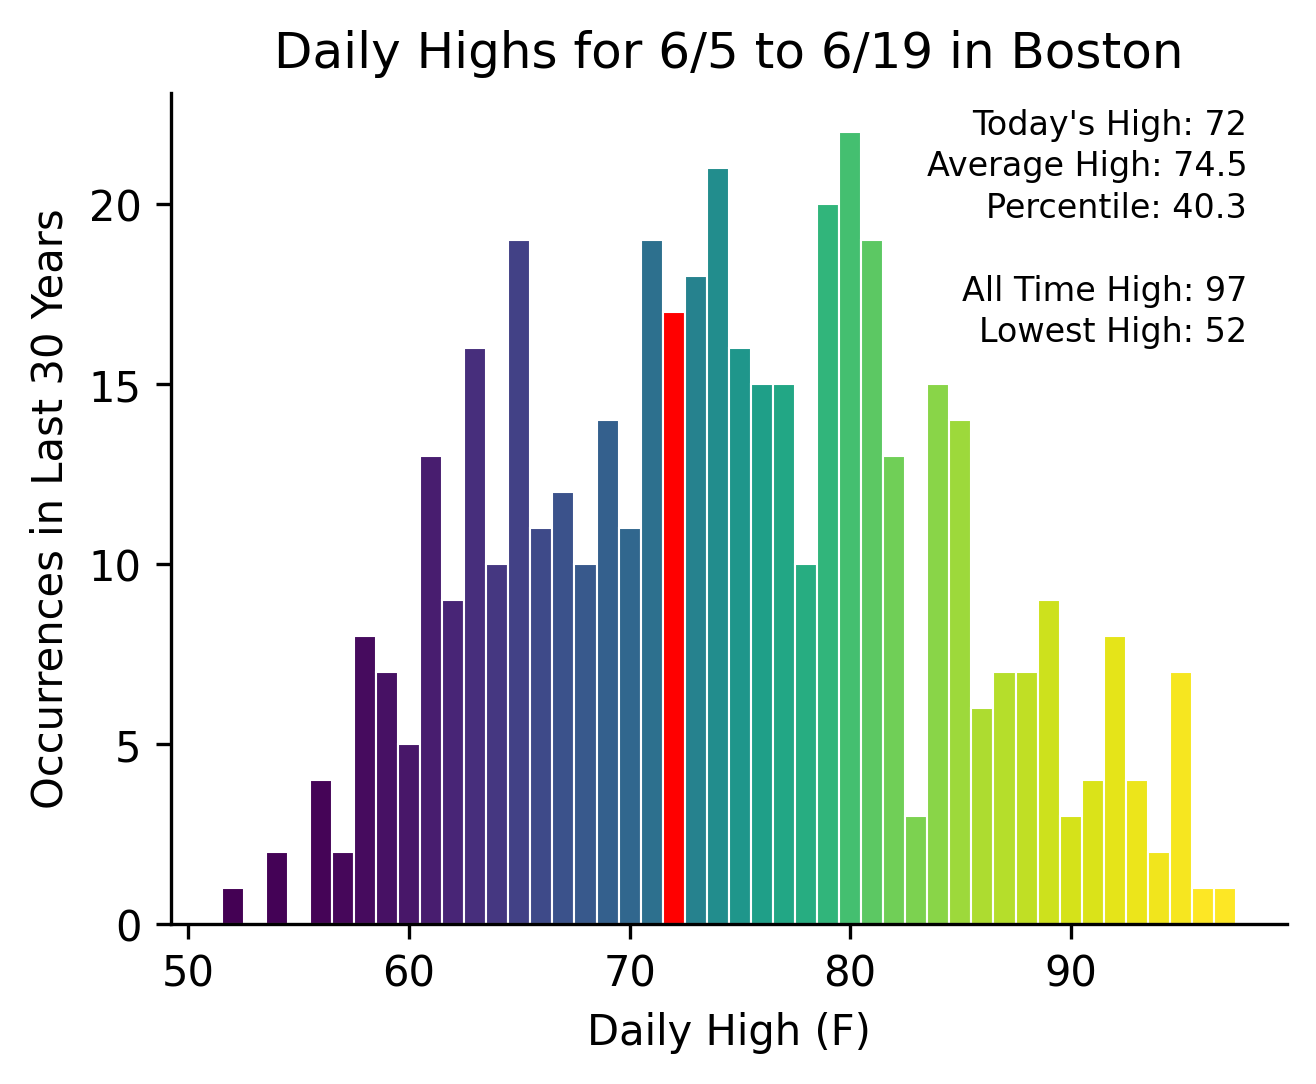 Daily Highs for 6/5 to 6/19 in Boston
Today's High: 72
Average High: 74.5
Percentile: 40.3
All Time High: 97
Lowest High: 52
Occurrences in Last 30 Years
20
15
10
5
0
50 60 70 80 90
Daily High (F)